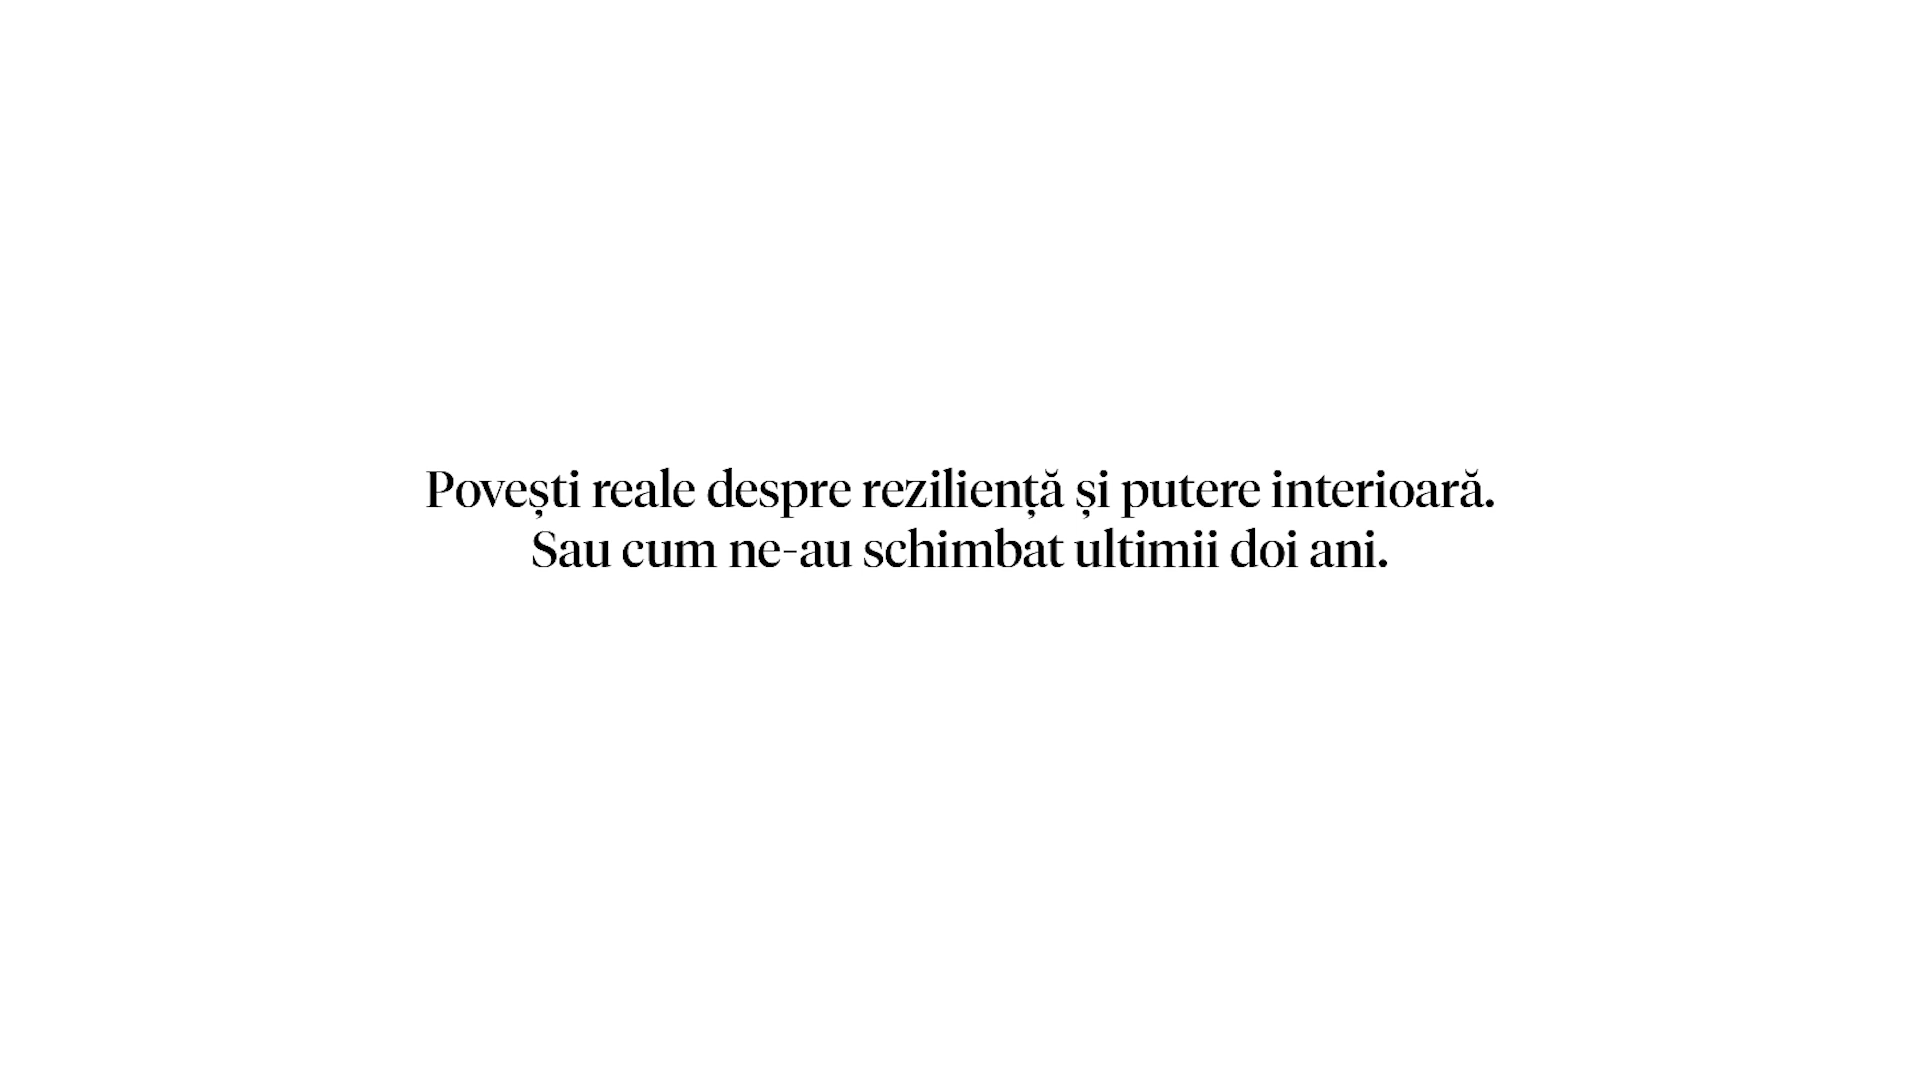 Povești reale despre reziliență și putere interioară.
Sau cum ne-au schimbat ultimii doi ani.